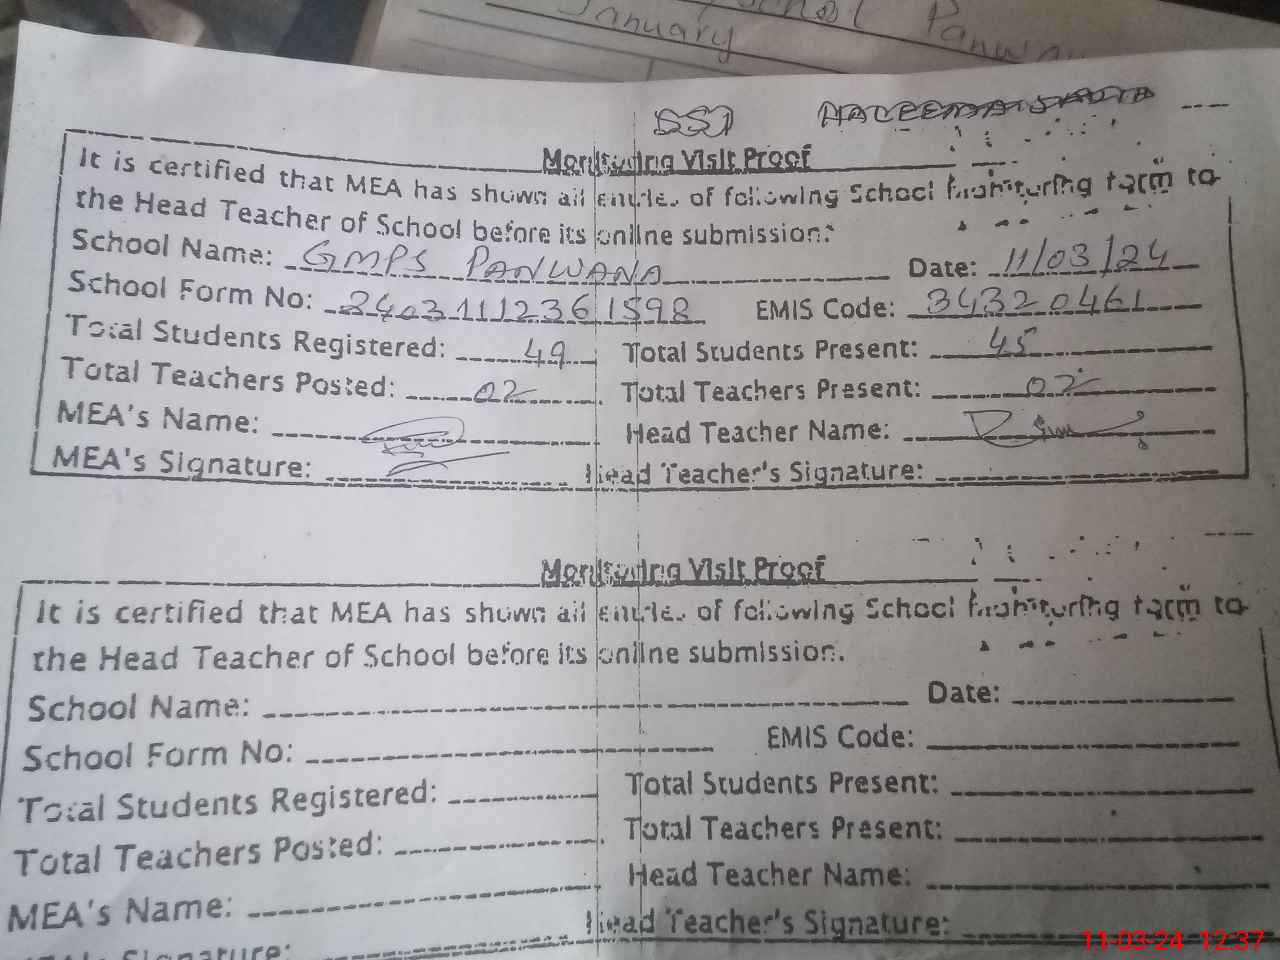 School Panwana
January
SST
Monitoring Visit Proof
It is certified that MEA has shown all entries of following School monitoring form to
the Head Teacher of School before its online submission.
School Name: GMPS PANWANA Date: 11/03/24
School Form No: 34031112361598 EMIS Code: 34320461
Total Students Registered: 49 Total Students Present: 45
Total Teachers Posted: 02 Total Teachers Present: 02
MEA's Name: Head Teacher Name:
MEA's Signature: Head Teacher's Signature:
Monitoring Visit Proof
It is certified that MEA has shown all entries of following School monitoring form to
the Head Teacher of School before its online submission.
School Name: Date:
School Form No: EMIS Code:
Total Students Registered: Total Students Present:
Total Teachers Posted: Total Teachers Present:
MEA's Name: Head Teacher Name:
MEA's Signature: Head Teacher's Signature:
11-03-24 12:37